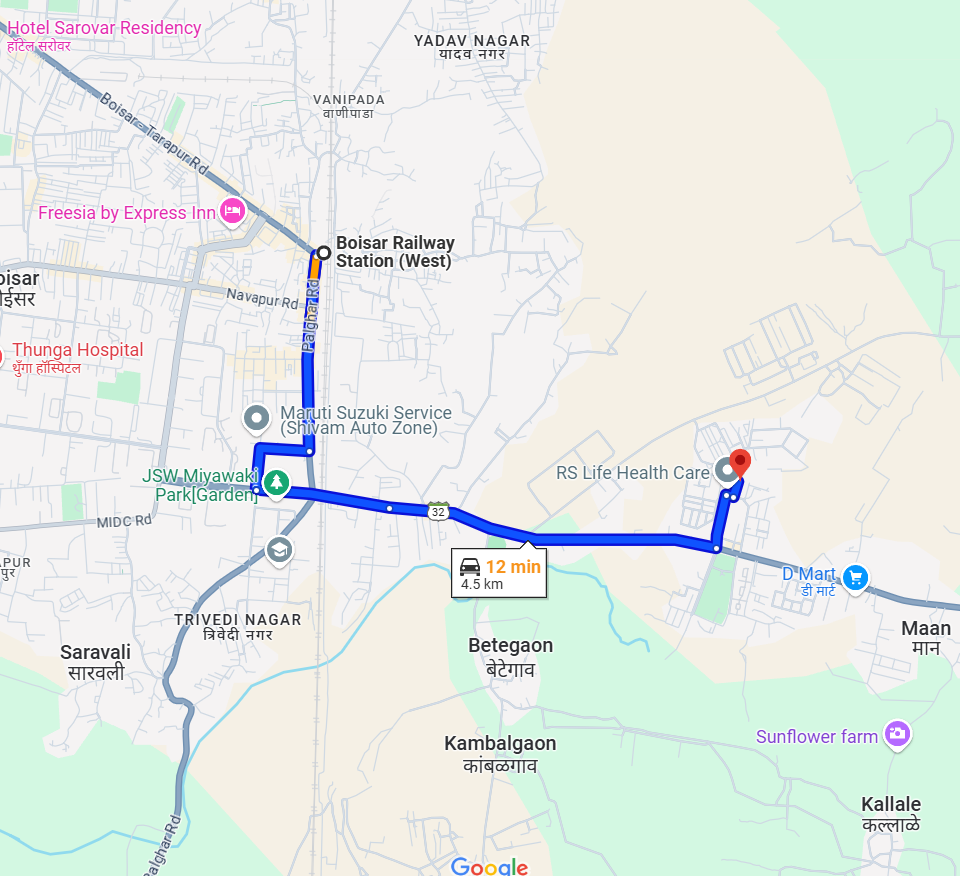 Hotel Sarovar Residency
हॉटेल सरोवर
YADAV NAGAR
यादव नगर
VANIPADA
वाणीपाडा
Boisar - Tarapur Rd
Freesia by Express Inn
Boisar Railway
Station (West)
oisar
ोईसर
Navapur Rd
Palghar Rd
Thunga Hospital
थुँगा हॉस्पिटल
Maruti Suzuki Service
(Shivam Auto Zone)
JSW Miyawaki
Park[Garden]
RS Life Health Care
MIDC Rd
32
12 min
4.5 km
APUR
पुर
D Mart
डी मार्ट
TRIVEDI NAGAR
त्रिवेदी नगर
Maan
मान
Saravali
सारवली
Betegaon
बेटेगाव
Sunflower farm
Kambalgaon
कांबळगाव
Kallale
कल्लाळे
Palghar Rd
Google